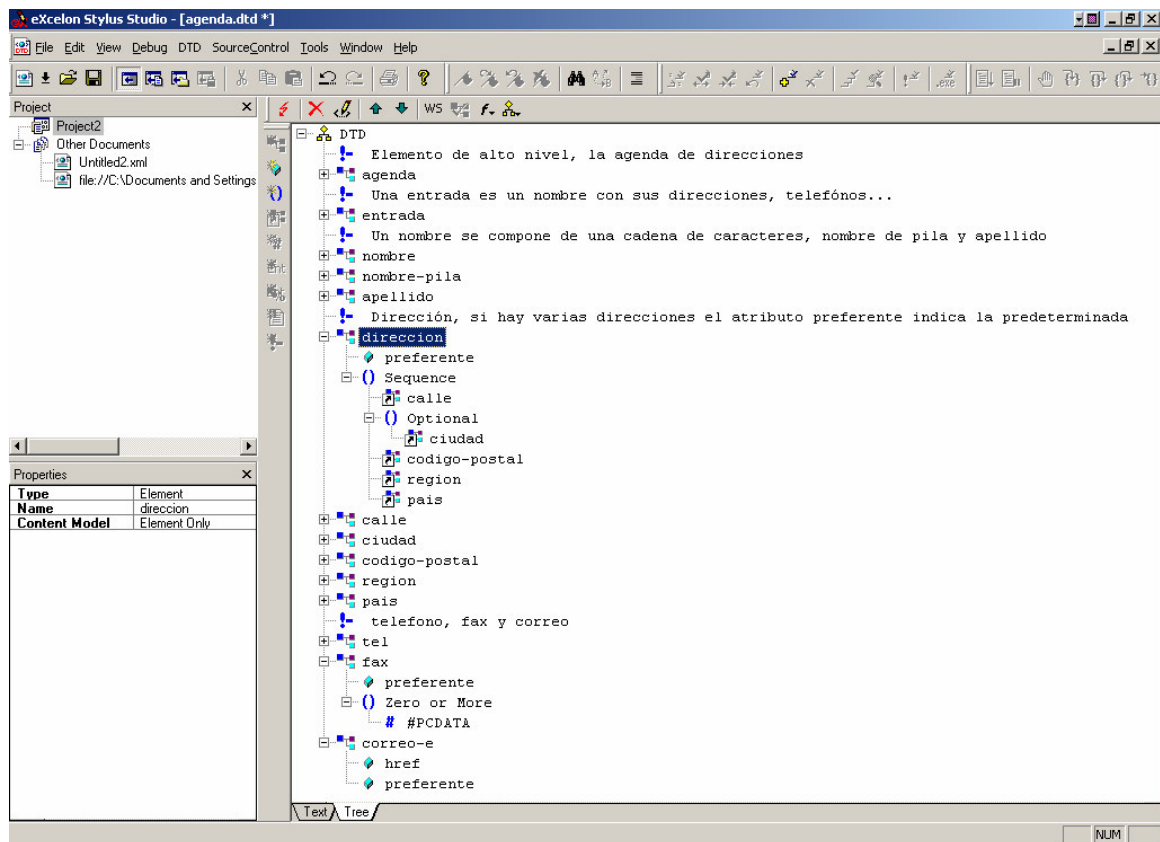 eXcelon Stylus Studio - [agenda.dtd *]
File Edit View Debug DTD SourceControl Tools Window Help
Project
WS
Project2
Other Documents
Untitled2.xml
file://C:\Documents and Settings
DTD
Elemento de alto nivel, la agenda de direcciones
agenda
Una entrada es un nombre con sus direcciones, telefónos...
entrada
Un nombre se compone de una cadena de caracteres, nombre de pila y apellido
nombre
nombre-pila
apellido
Dirección, si hay varias direcciones el atributo preferente indica la predeterminada
direccion
preferente
() Sequence
calle
() Optional
ciudad
codigo-postal
region
pais
calle
ciudad
codigo-postal
region
pais
telefono, fax y correo
tel
fax
preferente
() Zero or More
# #PCDATA
correo-e
href
preferente
Properties
Type Element
Name direccion
Content Model Element Only
Text Tree
NUM